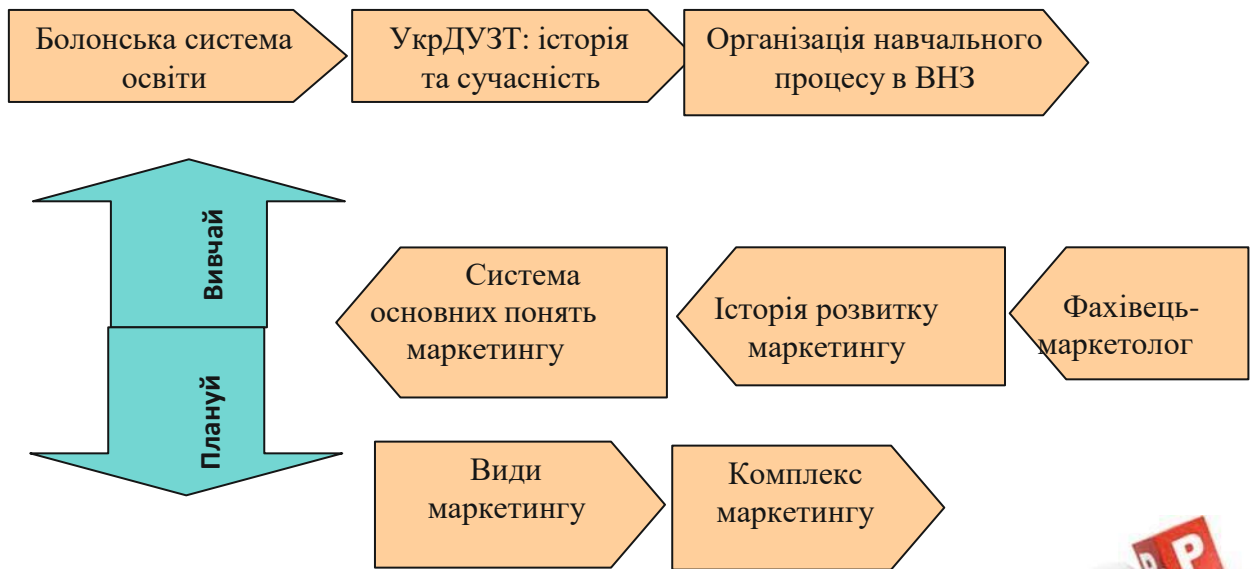 Болонська система
освіти
УкрДУЗТ: історія
та сучасність
Організація навчального
процесу в ВНЗ
Вивчай
Плануй
Система
основних понять
маркетингу
Історія розвитку
маркетингу
Фахівець-
маркетолог
Види
маркетингу
Комплекс
маркетингу
P